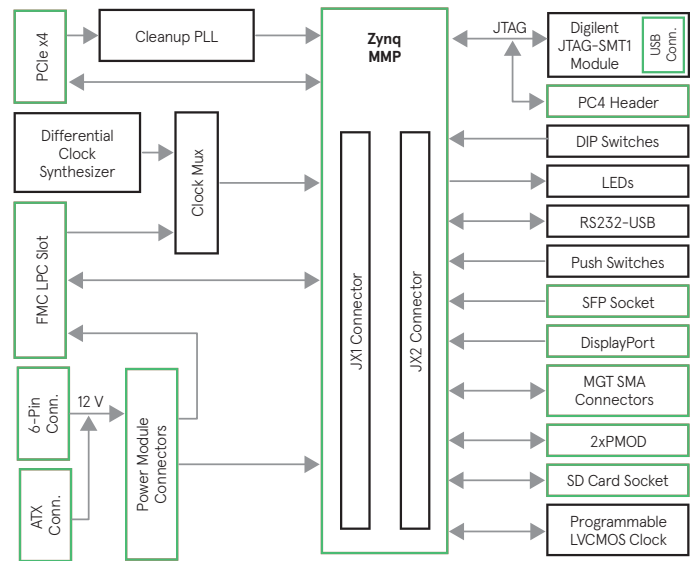 PCIe x4
Cleanup PLL
Differential
Clock
Synthesizer
Clock Mux
FMC LPC Slot
6-Pin
Conn.
12 V
ATX
Conn.
Power Module
Connectors
Zynq
MMP
JX1 Connector
JX2 Connector
JTAG
Digilent
JTAG-SMT1
Module
USB
Conn.
PC4 Header
DIP Switches
LEDs
RS232-USB
Push Switches
SFP Socket
DisplayPort
MGT SMA
Connectors
2xPMOD
SD Card Socket
Programmable
LVCMOS Clock